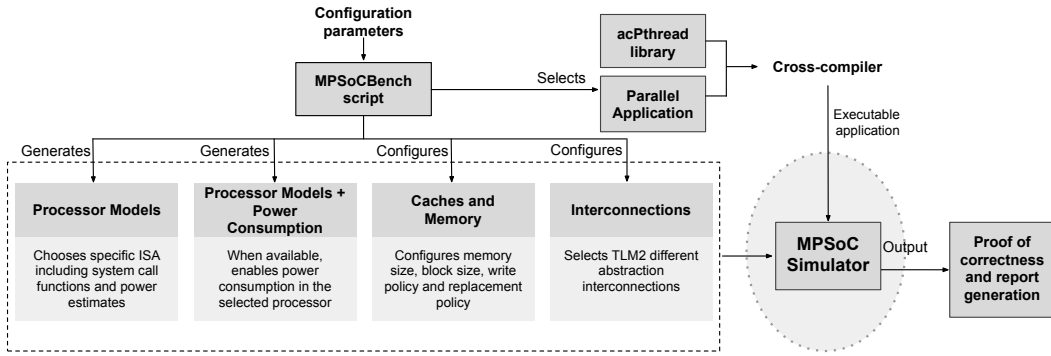 Configuration
parameters
MPSoCBench
script
Selects
acPthread
library
Parallel
Application
Cross-compiler
Executable
application
Generates
Generates
Configures
Configures
Processor Models
Chooses specific ISA
including system call
functions and power
estimates
Processor Models +
Power
Consumption
When available,
enables power
consumption in the
selected processor
Caches and
Memory
Configures memory
size, block size, write
policy and replacement
policy
Interconnections
Selects TLM2 different
abstraction
interconnections
MPSoC
Simulator
Output
Proof of
correctness
and report
generation